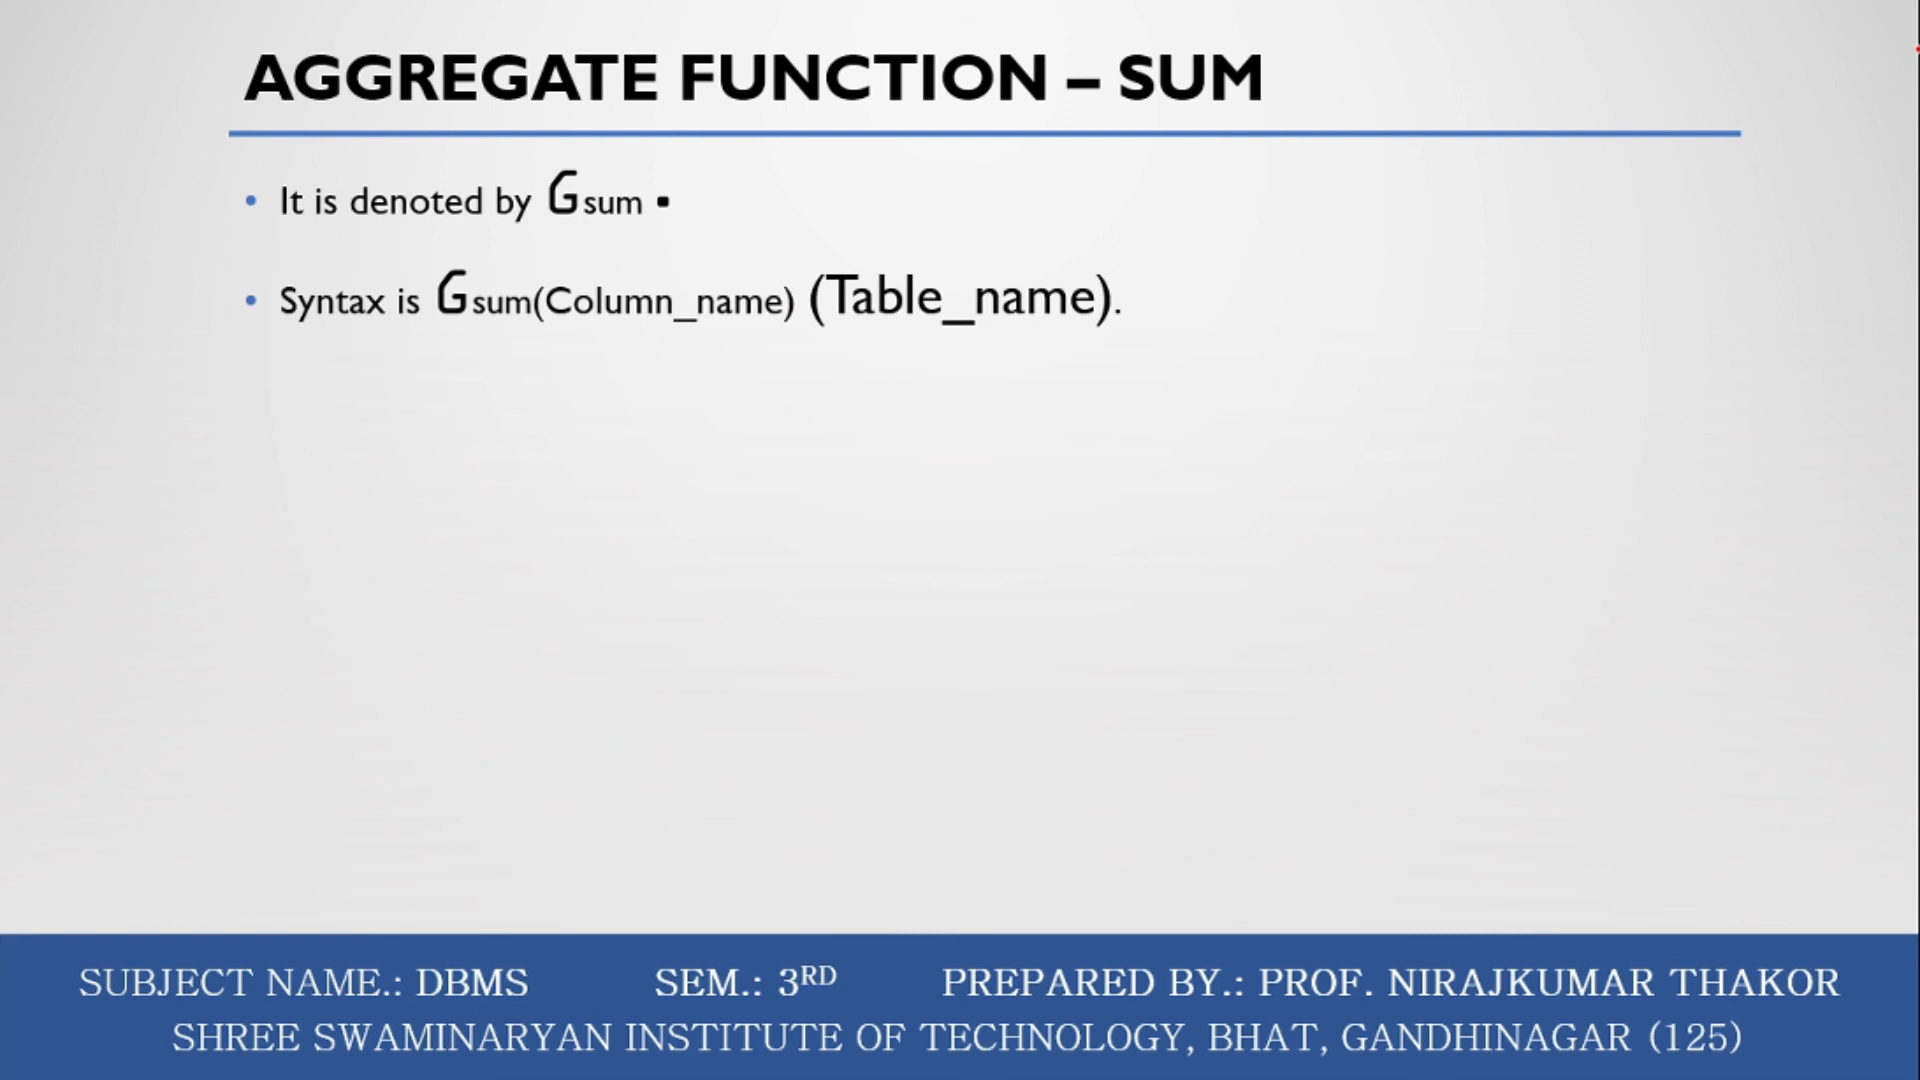 AGGREGATE FUNCTION – SUM
• It is denoted by Gsum .
• Syntax is Gsum(Column_name) (Table_name).
SUBJECT NAME.: DBMS SEM.: 3RD PREPARED BY.: PROF. NIRAJKUMAR THAKOR
SHREE SWAMINARYAN INSTITUTE OF TECHNOLOGY, BHAT, GANDHINAGAR (125)